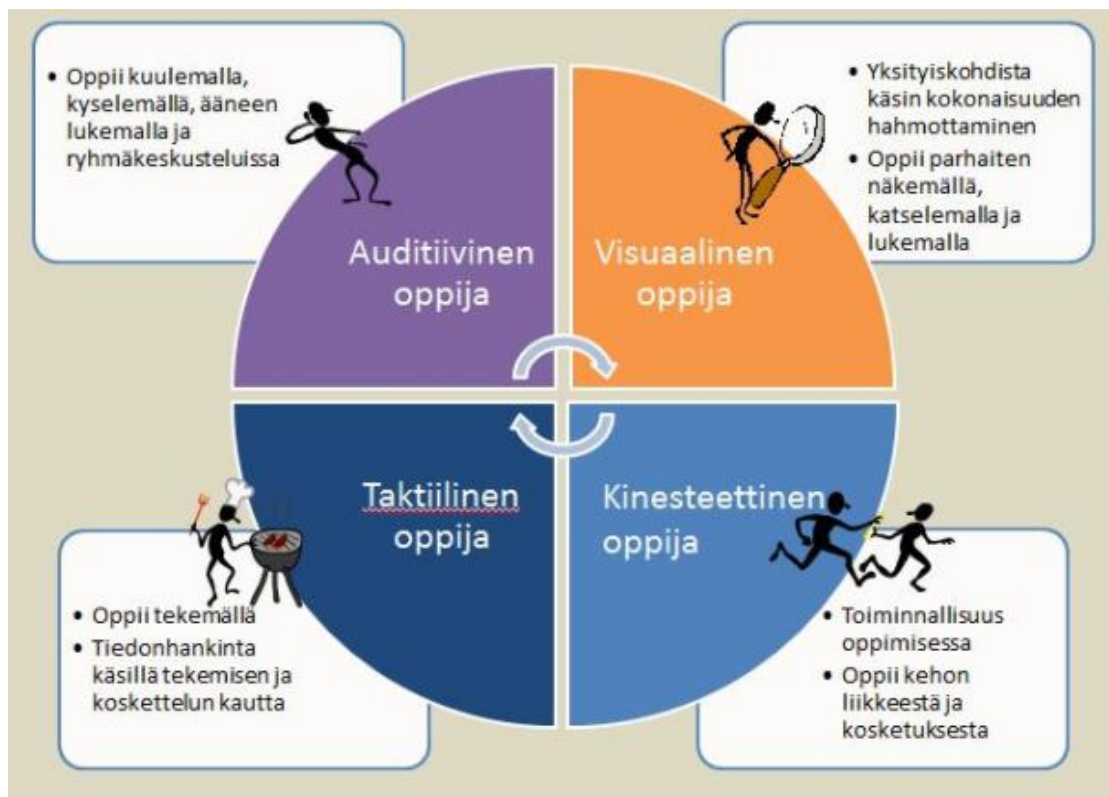 • Oppii kuulemalla,
kyselemällä, ääneen
lukemalla ja
ryhmäkeskusteluissa
• Yksityiskohdista
käsin kokonaisuuden
hahmottaminen
• Oppii parhaiten
näkemällä,
katselemalla ja
lukemalla
Auditiivinen
oppija
Visuaalinen
oppija
Taktiilinen
oppija
Kinesteettinen
oppija
• Oppii tekemällä
• Tiedonhankinta
käsillä tekemisen ja
koskettelun kautta
• Toiminnallisuus
oppimisessa
• Oppii kehon
liikkeestä ja
kosketuksesta